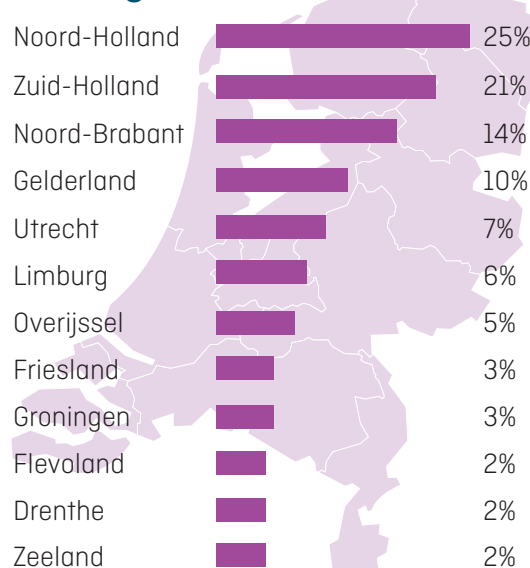 Noord-Holland 25%
Zuid-Holland 21%
Noord-Brabant 14%
Gelderland 10%
Utrecht 7%
Limburg 6%
Overijssel 5%
Friesland 3%
Groningen 3%
Flevoland 2%
Drenthe 2%
Zeeland 2%